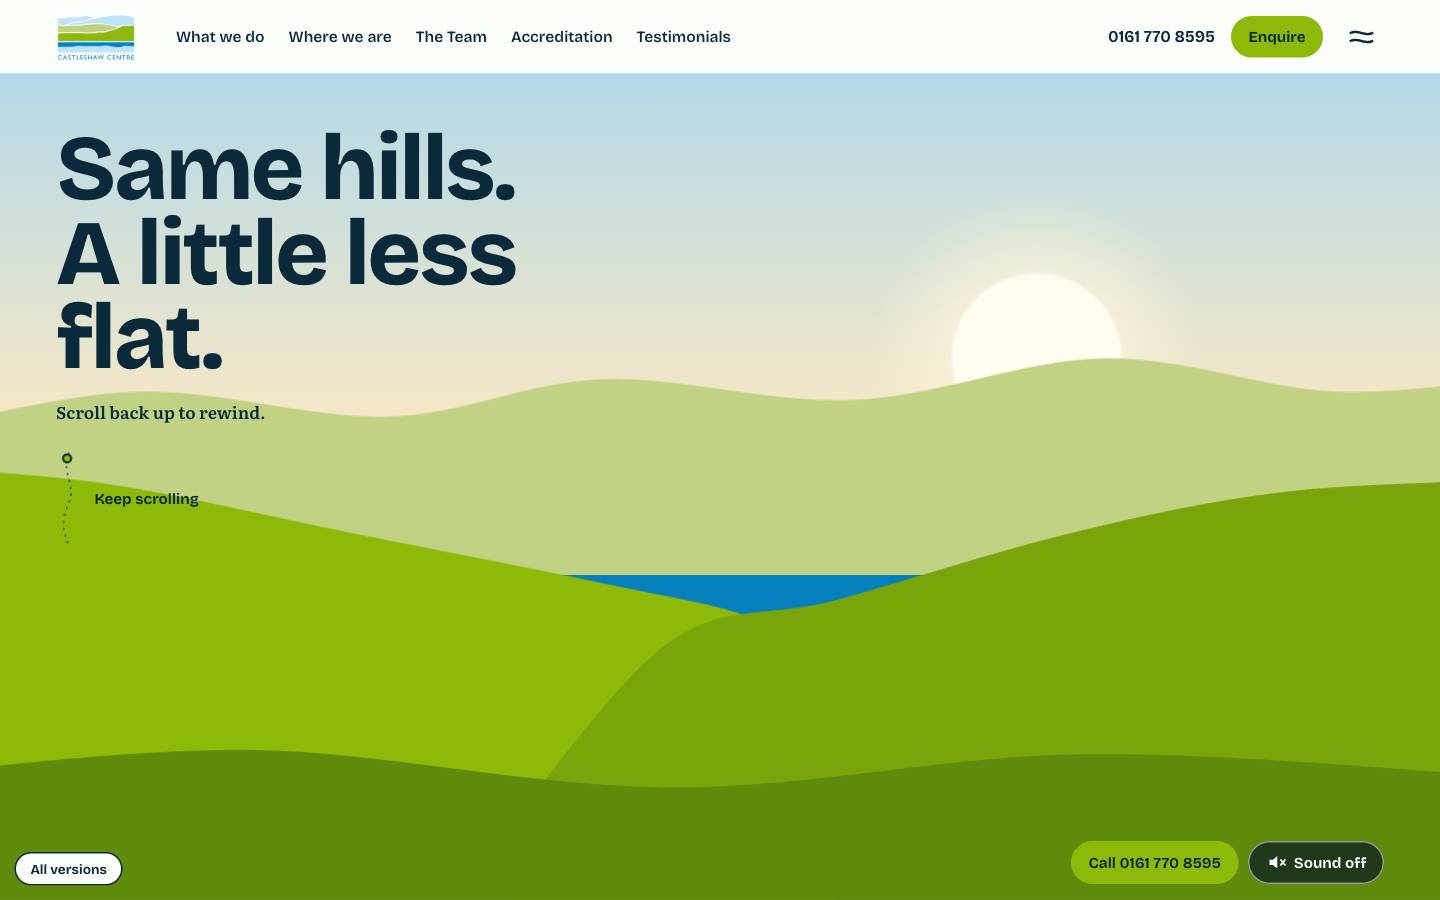 CASTLESHAW CENTRE
What we do
Where we are
The Team
Accreditation
Testimonials
0161 770 8595
Enquire
Same hills.
A little less
flat.
Scroll back up to rewind.
Keep scrolling
All versions
Call 0161 770 8595
Sound off